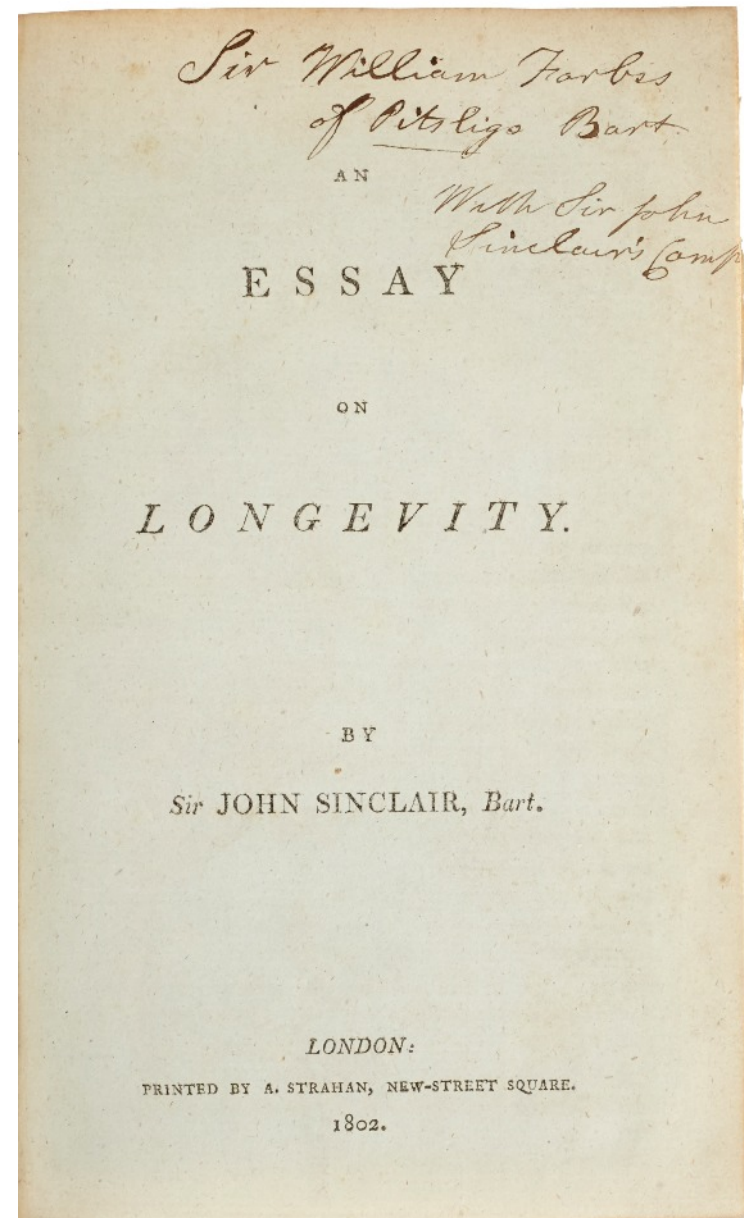 Sir William Forbes
of Pitsligo Bart
AN
With Sir John
Sinclair's Comp
ESSAY
ON
LONGEVITY.
BY
Sir JOHN SINCLAIR, Bart.
LONDON:
PRINTED BY A. STRAHAN, NEW-STREET SQUARE.
1802.